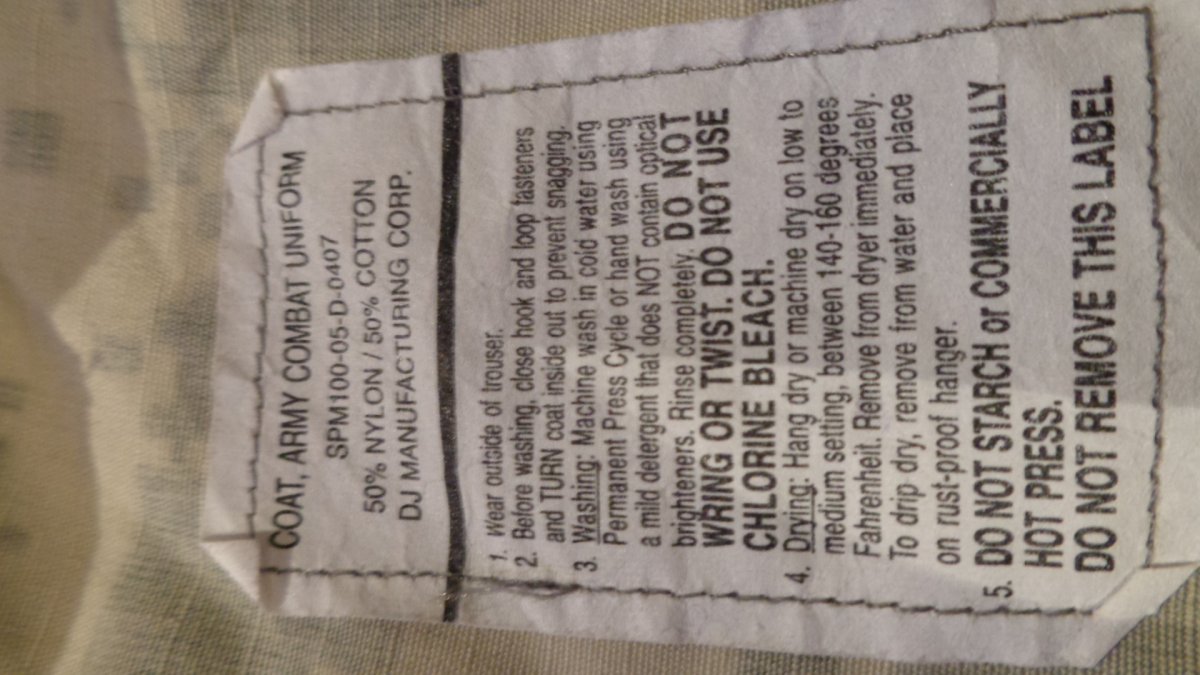 COAT, ARMY COMBAT UNIFORM
SPM100-05-D-0407
50% NYLON / 50% COTTON
DJ MANUFACTURING CORP.
1. Wear outside of trouser.
2. Before washing, close hook and loop fasteners
and TURN coat inside out to prevent snagging.
3. Washing: Machine wash in cold water using
Permanent Press Cycle or hand wash using
a mild detergent that does NOT contain optical
brighteners. Rinse completely. DO NOT
WRING OR TWIST. DO NOT USE
CHLORINE BLEACH.
4. Drying: Hang dry or machine dry on low to
medium setting, between 140-160 degrees
Fahrenheit. Remove from dryer immediately.
To drip dry, remove from water and place
on rust-proof hanger.
5. DO NOT STARCH or COMMERCIALLY
HOT PRESS.
DO NOT REMOVE THIS LABEL